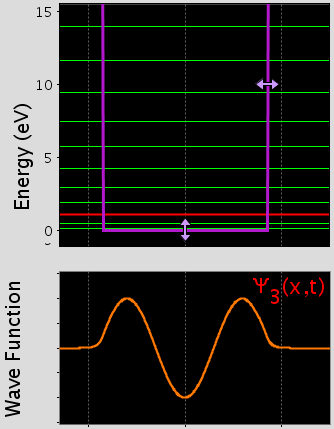 15
10
5
0
Energy (eV)
Ψ3(x,t)
Wave Function